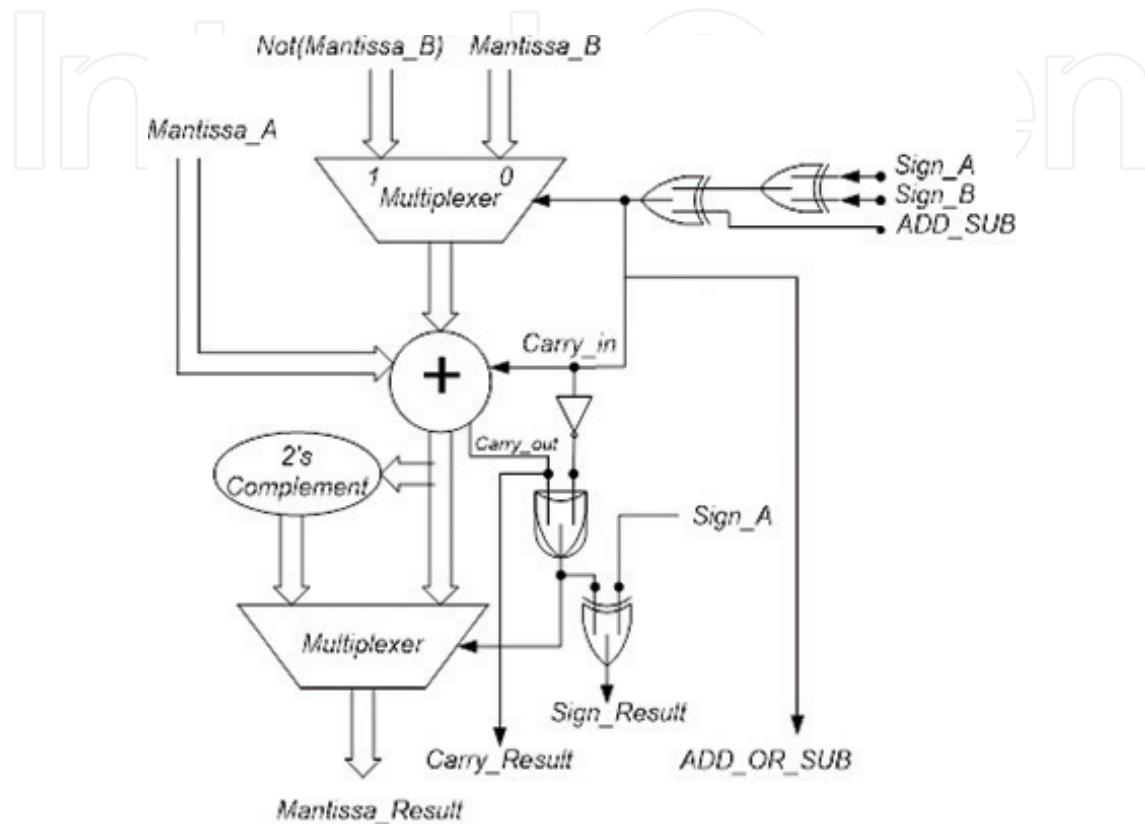 Not(Mantissa_B) Mantissa_B
Mantissa_A
1 0
Multiplexer
Sign_A
Sign_B
ADD_SUB
Carry_in
+
Carry_out
2's
Complement
Sign_A
Multiplexer
Sign_Result
Carry_Result
ADD_OR_SUB
Mantissa_Result